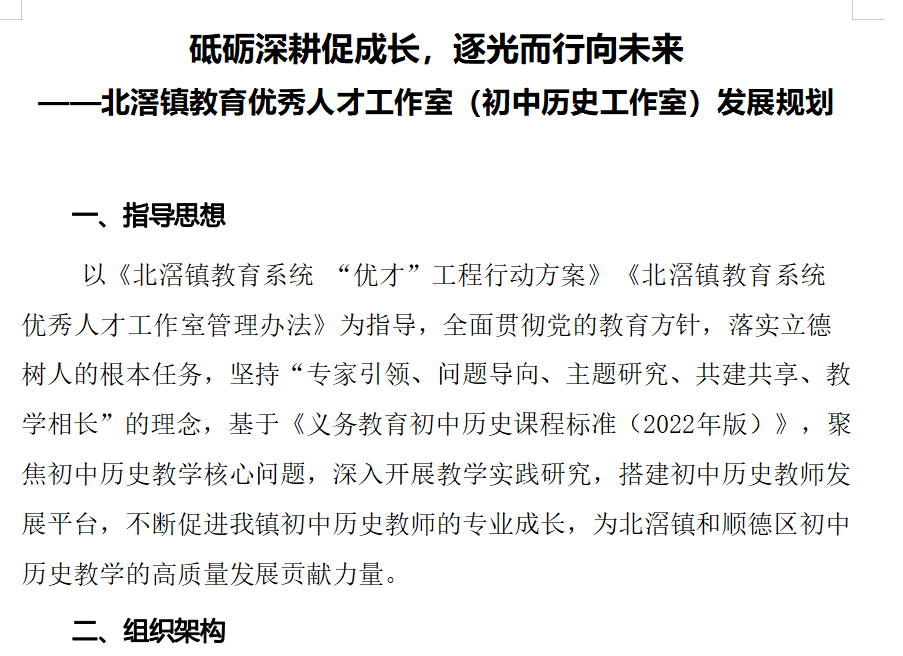 砥砺深耕促成长，逐光而行向未来
——北滘镇教育优秀人才工作室（初中历史工作室）发展规划
一、指导思想
以《北滘镇教育系统 “优才”工程行动方案》《北滘镇教育系统
优秀人才工作室管理办法》为指导，全面贯彻党的教育方针，落实立德
树人的根本任务，坚持“专家引领、问题导向、主题研究、共建共享、教
学相长”的理念，基于《义务教育初中历史课程标准（2022年版）》，聚
焦初中历史教学核心问题，深入开展教学实践研究，搭建初中历史教师发
展平台，不断促进我镇初中历史教师的专业成长，为北滘镇和顺德区初中
历史教学的高质量发展贡献力量。
二、组织架构